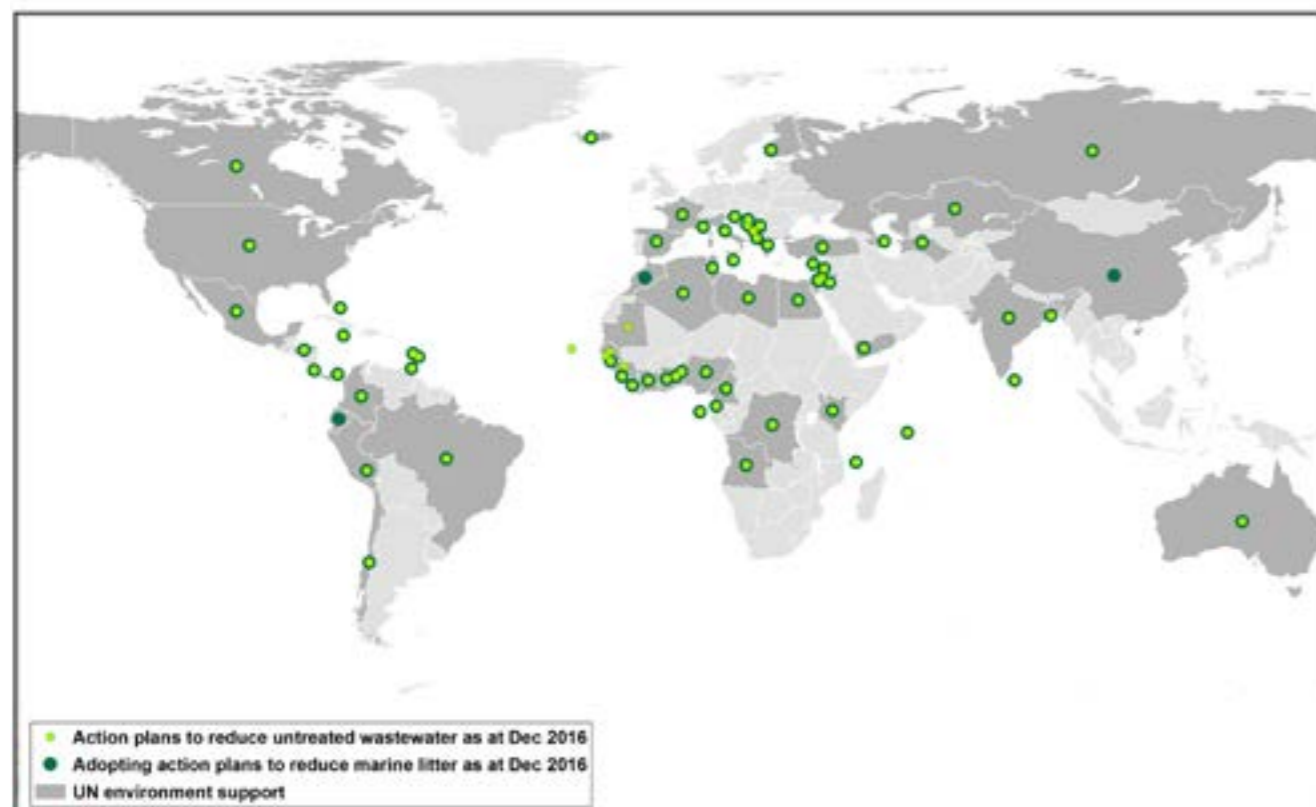 Action plans to reduce untreated wastewater as at Dec 2016
Adopting action plans to reduce marine litter as at Dec 2016
UN environment support